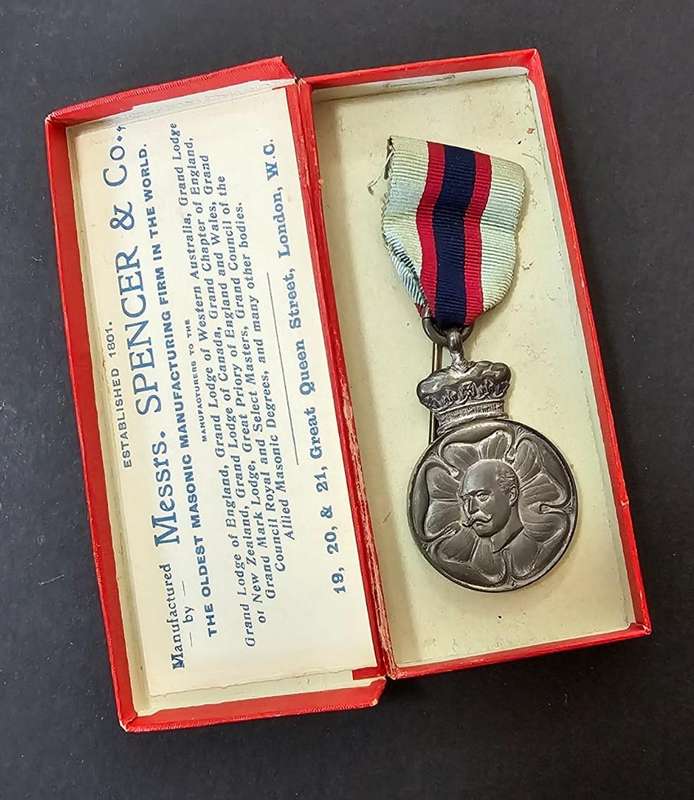 ESTABLISHED 1801.
Manufactured
— by —
Messrs. SPENCER & Co.,
THE OLDEST MASONIC MANUFACTURING FIRM IN THE WORLD.
MANUFACTURERS TO THE
Grand Lodge of England, Grand Lodge of Western Australia, Grand Lodge
of New Zealand, Grand Lodge of Canada, Grand Chapter of England,
Grand Mark Lodge, Great Priory of England and Wales, Grand
Council Royal and Select Masters, Grand Council of the
Allied Masonic Degrees, and many other bodies.
19, 20, & 21, Great Queen Street, London, W.C.